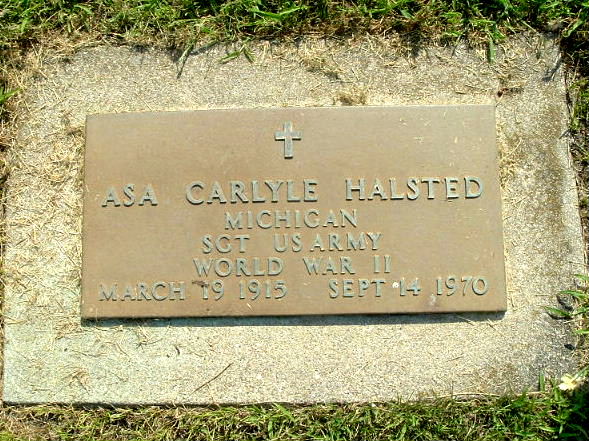 ASA CARLYLE HALSTED
MICHIGAN
SGT US ARMY
WORLD WAR II
MARCH 19 1915 SEPT 14 1970